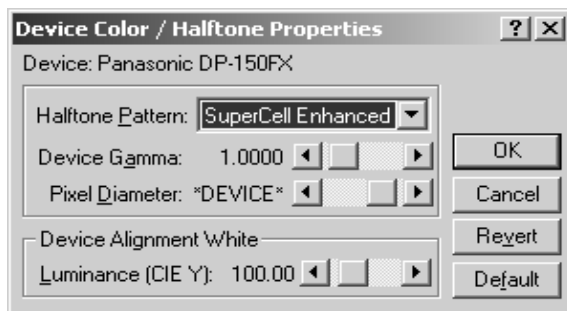 Device Color / Halftone Properties ? X
Device: Panasonic DP-150FX
Halftone Pattern: SuperCell Enhanced
Device Gamma: 1.0000
Pixel Diameter: *DEVICE*
Device Alignment White
Luminance (CIE Y): 100.00
OK
Cancel
Revert
Default